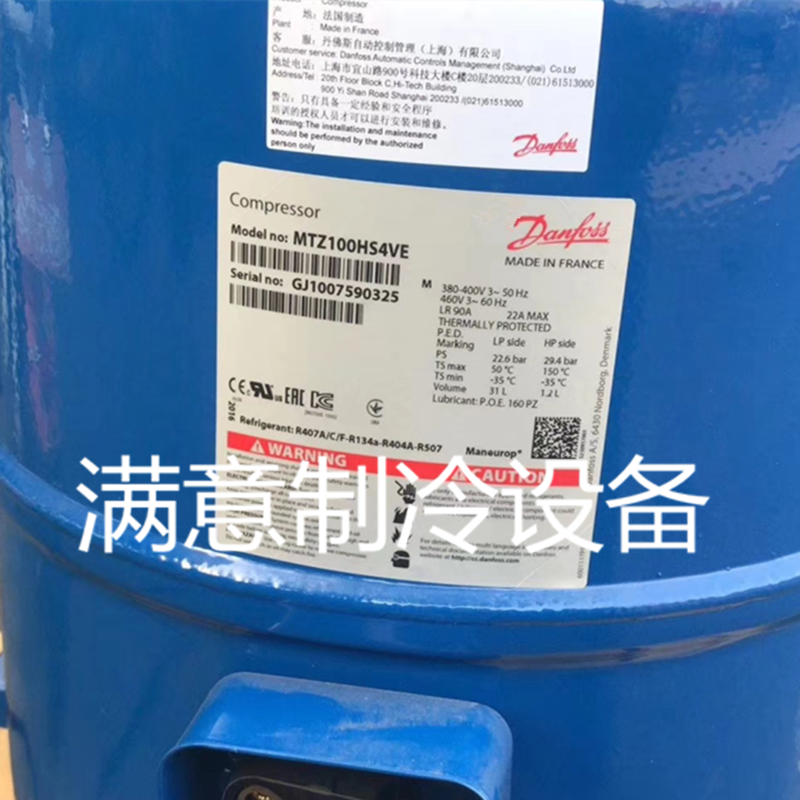 Compressor
产 地: 法国制造
Plant : Made in France
客 服: 丹佛斯自动控制管理（上海）有限公司
Customer service: Danfoss Automatic Controls Management (Shanghai) Co.Ltd
地址电话: 上海市宜山路900号科技大楼C楼20层200233/(021)61513000
Address/Tel : 20th Floor Block C,Hi-Tech Building
900 Yi Shan Road Shanghai 200233 /(021)61513000
警告: 只有具备一定经验和安全程序
培训的授权人员才可以进行安装和维修。
Warning:The installation and maintenance
should be performed by the authorized
person only
Danfoss
Compressor
Danfoss
MADE IN FRANCE
Model no: MTZ100HS4VE
Serial no: GJ1007590325
M 380-400V 3~ 50 Hz
460V 3~ 60 Hz
LR 90A 22A MAX
THERMALLY PROTECTED
P.E.D.
Marking LP side HP side
PS 22.6 bar 29.4 bar
TS max 50 °C 150 °C
TS min -35 °C -35 °C
Volume 31 L 1.2 L
Lubricant: P.O.E. 160 PZ
Danfoss A/S, 6430 Nordborg, Denmark
CE EAC
2016
Refrigerant: R407A/C/F-R134a-R404A-R507
Maneurop®
WARNING
CAUTION
满意制冷设备